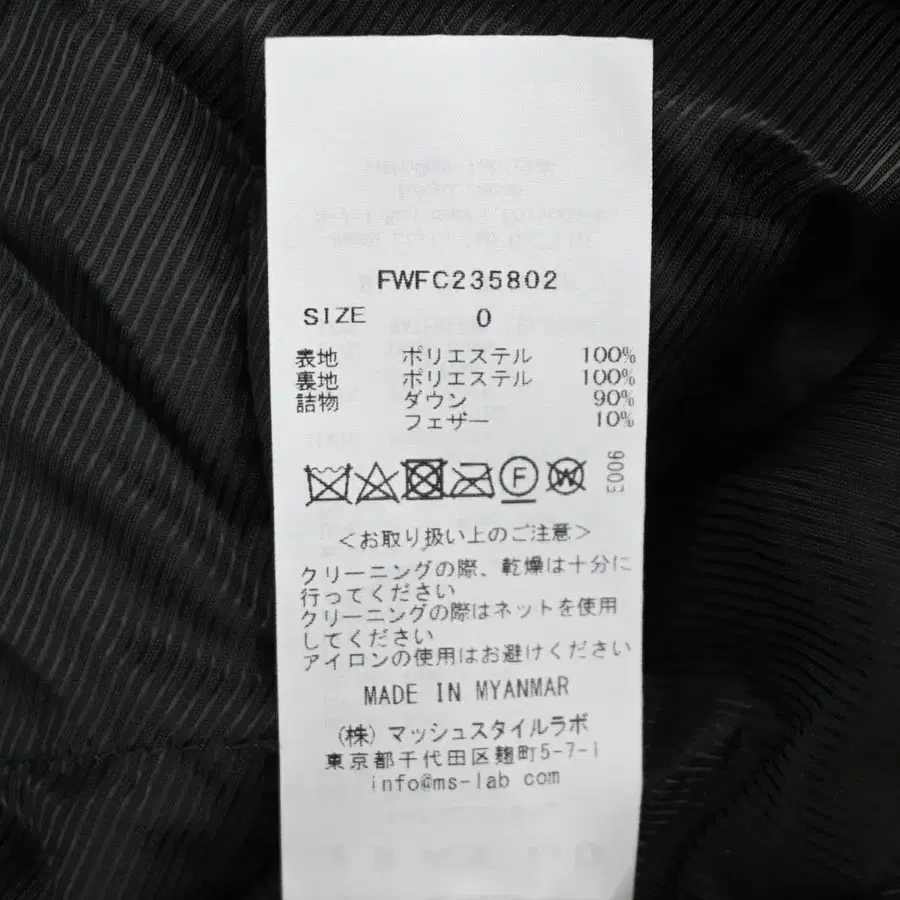 FWFC235802
SIZE 0
表地 ポリエステル 100%
裏地 ポリエステル 100%
詰物 ダウン 90%
フェザー 10%
F W 9003
<お取り扱い上のご注意>
クリーニングの際、乾燥は十分に
行ってください
クリーニングの際はネットを使用
してください
アイロンの使用はお避けください
MADE IN MYANMAR
(株)マッシュスタイルラボ
東京都千代田区麹町5-7-1
info@ms-lab com